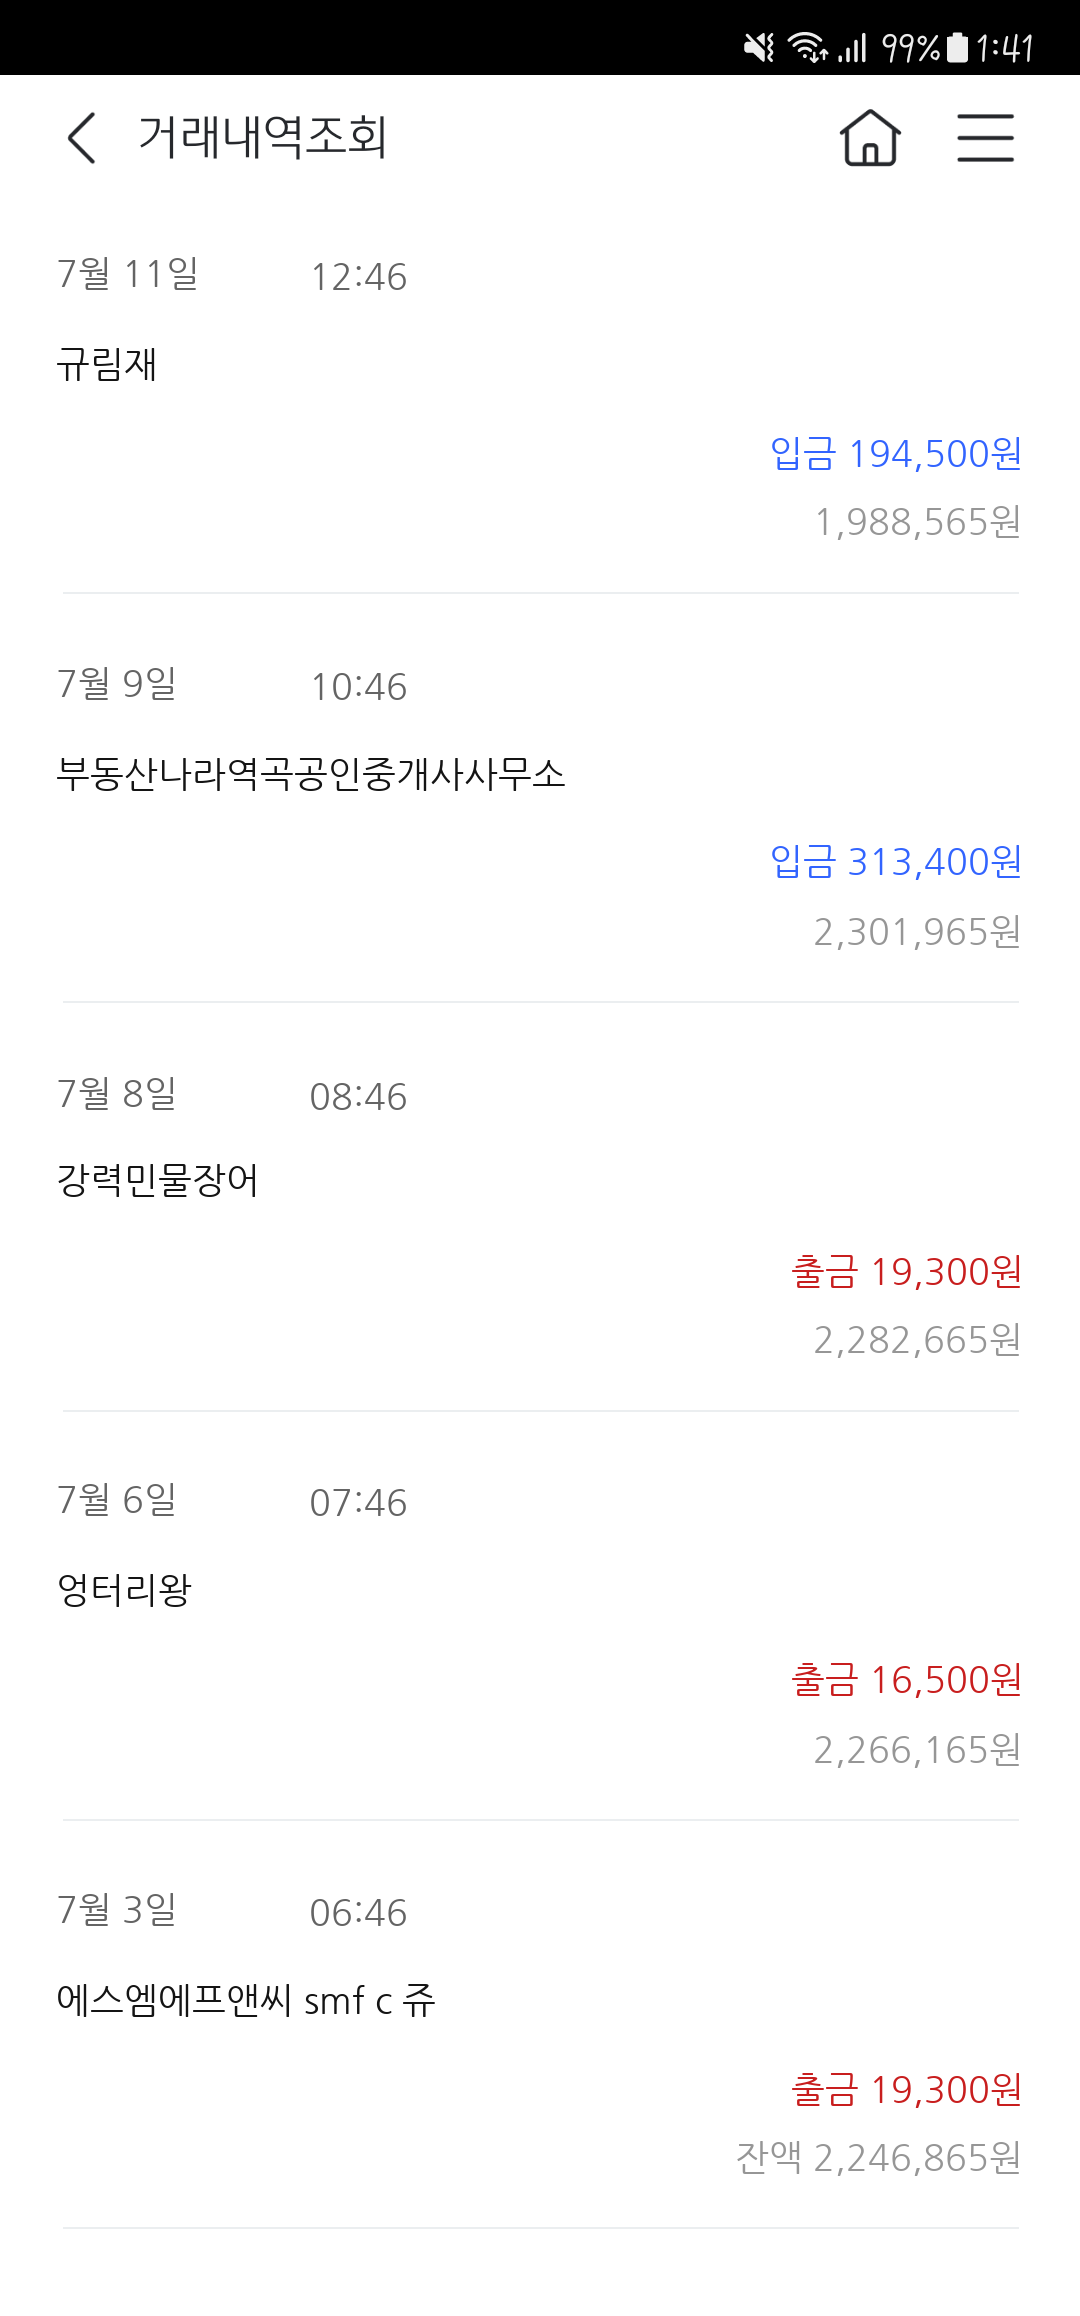 99% 1:41
거래내역조회
7월 11일 12:46
규림재
입금 194,500원
1,988,565원
7월 9일 10:46
부동산나라역곡공인중개사사무소
입금 313,400원
2,301,965원
7월 8일 08:46
강력민물장어
출금 19,300원
2,282,665원
7월 6일 07:46
엉터리왕
출금 16,500원
2,266,165원
7월 3일 06:46
에스엠에프앤씨 smf c 쥬
출금 19,300원
잔액 2,246,865원